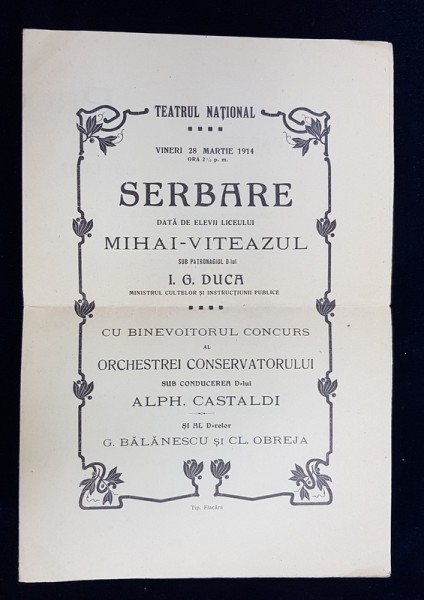 TEATRUL NAȚIONAL
VINERI 28 MARTIE 1914
ORA 2 ½ p. m.
SERBARE
DATĂ DE ELEVII LICEULUI
MIHAI-VITEAZUL
SUB PATRONAGIUL D-lui
I. G. DUCA
MINISTRUL CULTELOR ȘI INSTRUCȚIUNII PUBLICE
CU BINEVOITORUL CONCURS
AL
ORCHESTREI CONSERVATORULUI
SUB CONDUCEREA D-lui
ALPH. CASTALDI
ȘI AL D-relor
G. BĂLĂNESCU ȘI CL. OBREJA
Tip.